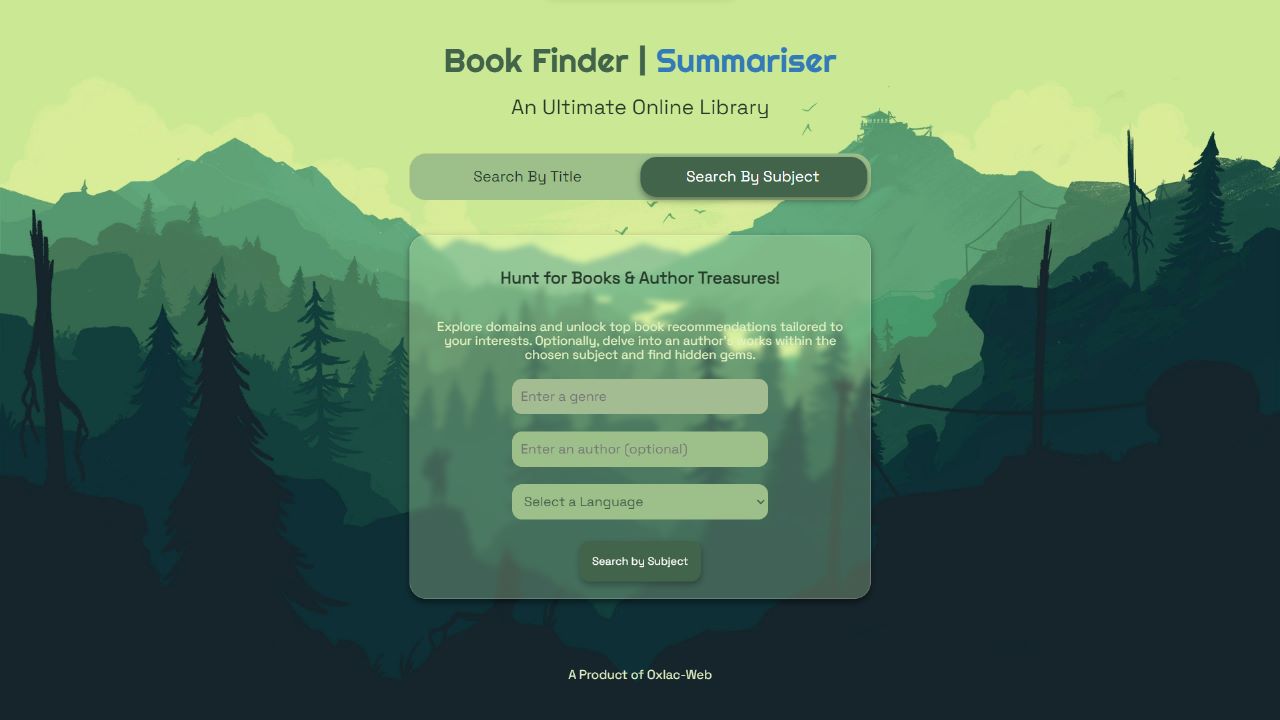 Book Finder | Summariser
An Ultimate Online Library
Search By Title
Search By Subject
Hunt for Books & Author Treasures!
Explore domains and unlock top book recommendations tailored to
your interests. Optionally, delve into an author's works within the
chosen subject and find hidden gems.
Enter a genre
Enter an author (optional)
Select a Language
Search by Subject
A Product of Oxlac-Web